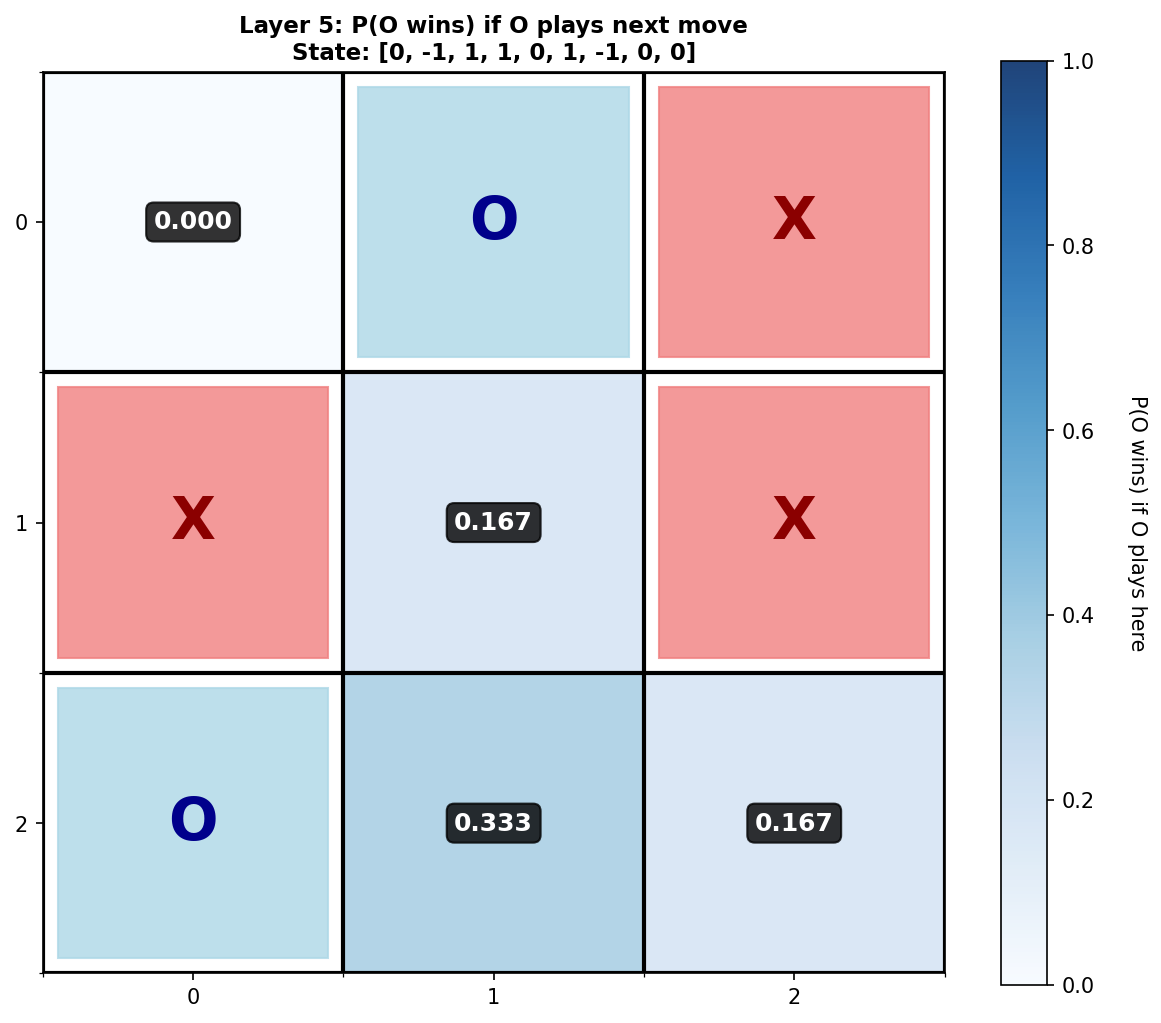 Layer 5: P(O wins) if O plays next move
State: [0, -1, 1, 1, 0, 1, -1, 0, 0]
0
0.000
O
X
1
X
0.167
X
2
O
0.333
0.167
0
1
2
1.0
0.8
0.6
0.4
0.2
0.0
P(O wins) if O plays here